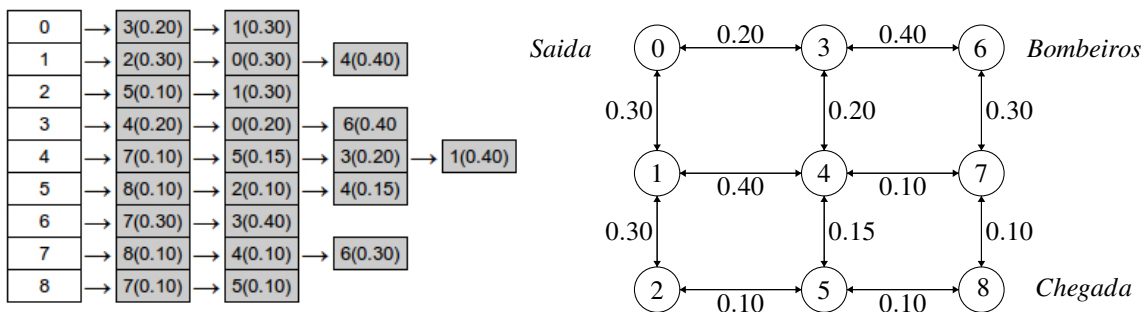 0 → 3(0.20) → 1(0.30)
1 → 2(0.30) → 0(0.30) → 4(0.40)
2 → 5(0.10) → 1(0.30)
3 → 4(0.20) → 0(0.20) → 6(0.40
4 → 7(0.10) → 5(0.15) → 3(0.20) → 1(0.40)
5 → 8(0.10) → 2(0.10) → 4(0.15)
6 → 7(0.30) → 3(0.40)
7 → 8(0.10) → 4(0.10) → 6(0.30)
8 → 7(0.10) → 5(0.10)
Saida 0 0.20 3 0.40 6 Bombeiros
0.30 0.20 0.30
1 0.40 4 0.10 7
0.30 0.15 0.10
2 0.10 5 0.10 8 Chegada